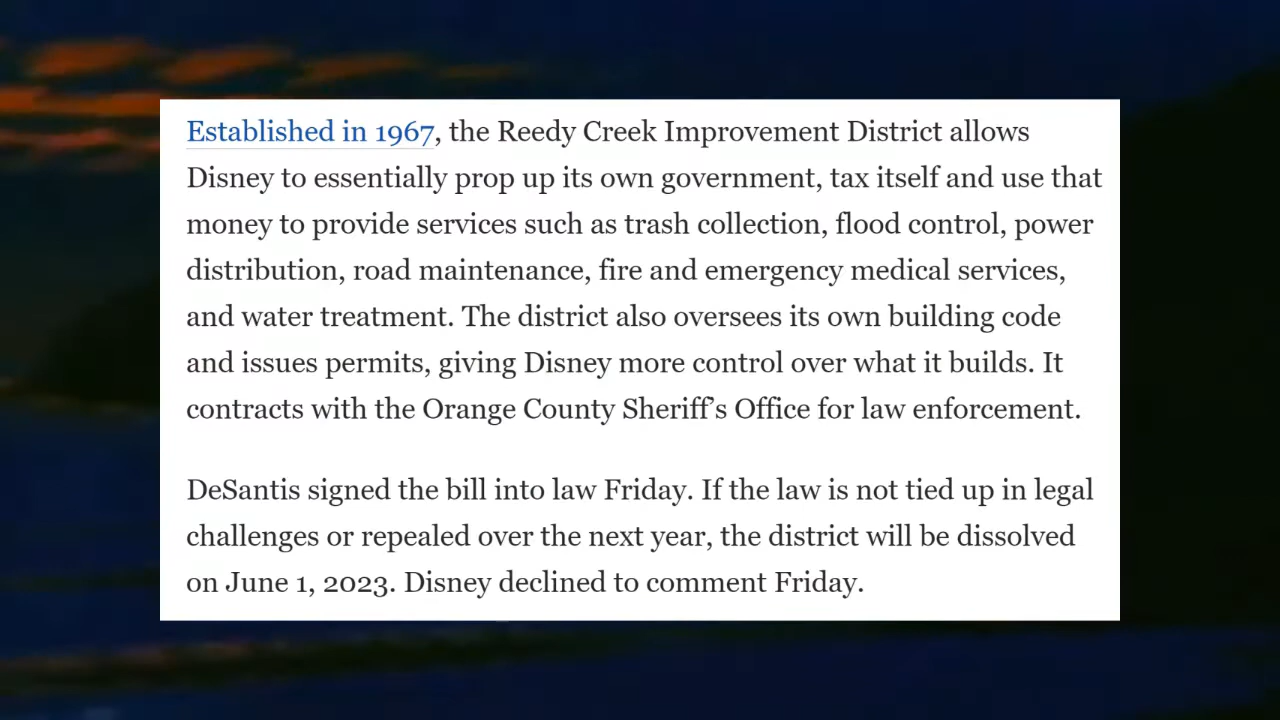 Established in 1967, the Reedy Creek Improvement District allows
Disney to essentially prop up its own government, tax itself and use that
money to provide services such as trash collection, flood control, power
distribution, road maintenance, fire and emergency medical services,
and water treatment. The district also oversees its own building code
and issues permits, giving Disney more control over what it builds. It
contracts with the Orange County Sheriff’s Office for law enforcement.
DeSantis signed the bill into law Friday. If the law is not tied up in legal
challenges or repealed over the next year, the district will be dissolved
on June 1, 2023. Disney declined to comment Friday.